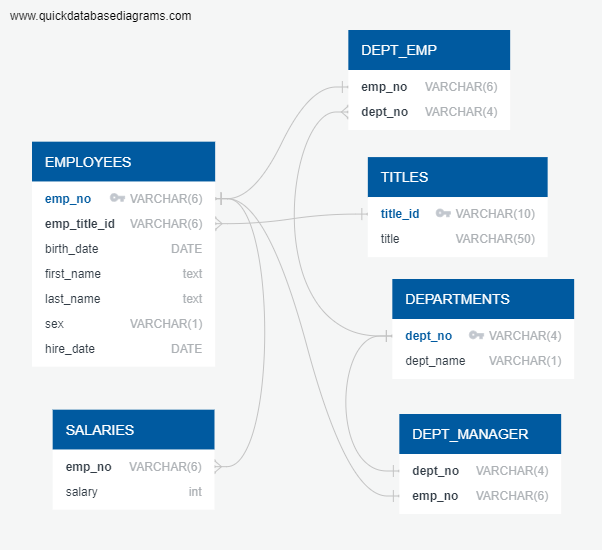 www.quickdatabasediagrams.com
DEPT_EMP
emp_no VARCHAR(6)
dept_no VARCHAR(4)
EMPLOYEES
emp_no VARCHAR(6)
emp_title_id VARCHAR(6)
birth_date DATE
first_name text
last_name text
sex VARCHAR(1)
hire_date DATE
TITLES
title_id VARCHAR(10)
title VARCHAR(50)
DEPARTMENTS
dept_no VARCHAR(4)
dept_name VARCHAR(1)
SALARIES
emp_no VARCHAR(6)
salary int
DEPT_MANAGER
dept_no VARCHAR(4)
emp_no VARCHAR(6)